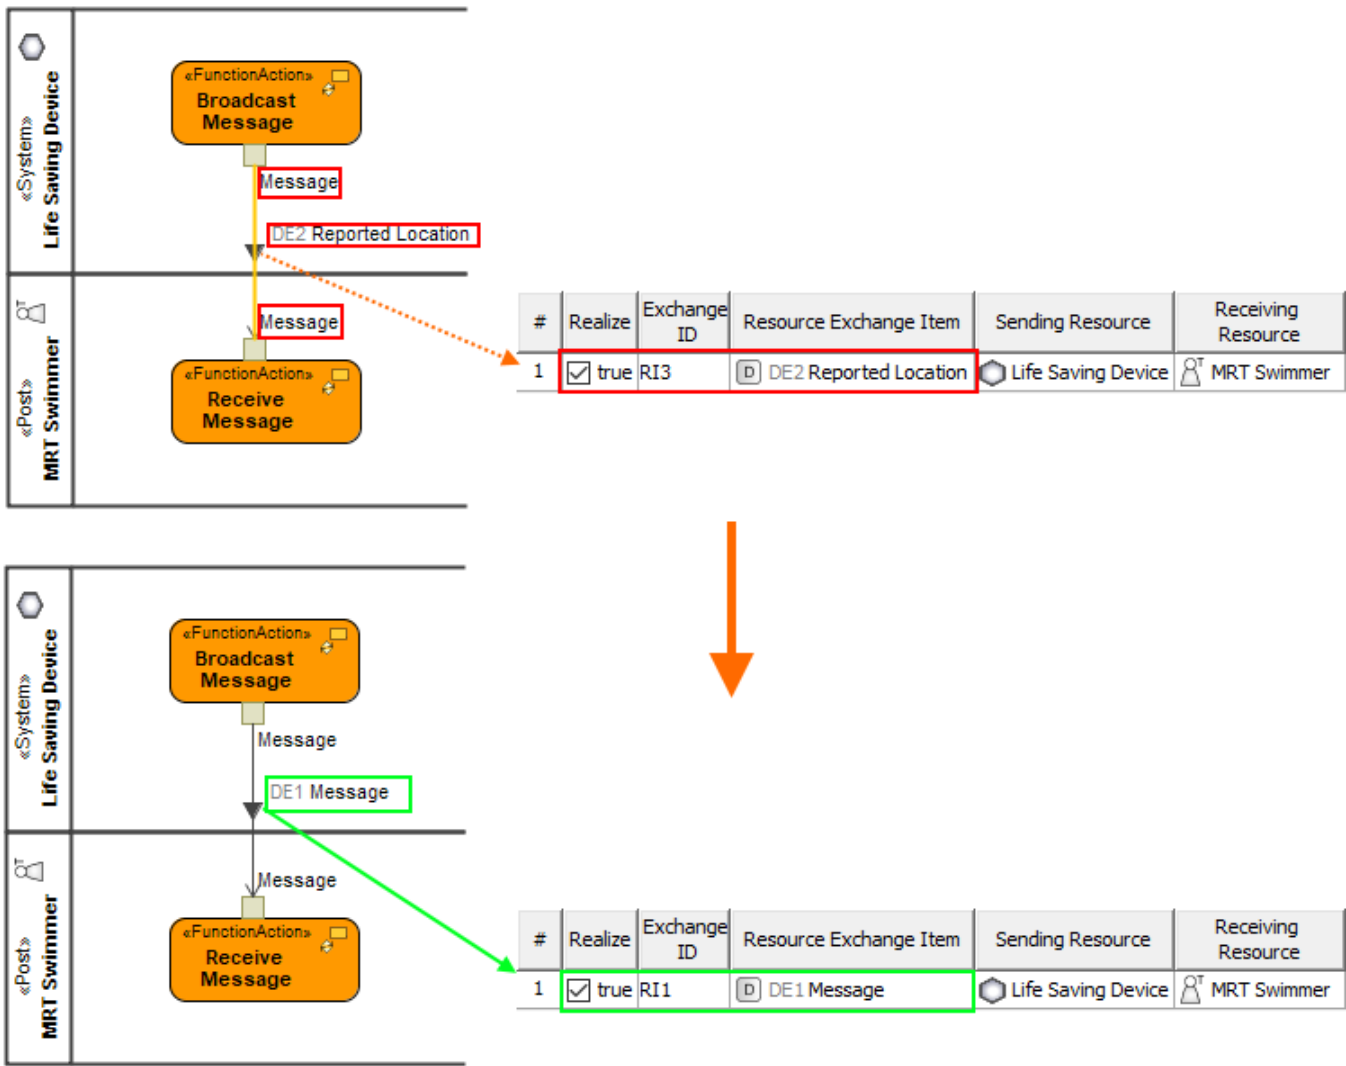 «System»
Life Saving Device
«FunctionAction»
Broadcast
Message
Message
DE2 Reported Location
«Post»
MRT Swimmer
T
Message
«FunctionAction»
Receive
Message
# Realize Exchange ID Resource Exchange Item Sending Resource Receiving Resource
1 true RI3 D DE2 Reported Location Life Saving Device T MRT Swimmer
«System»
Life Saving Device
«FunctionAction»
Broadcast
Message
Message
DE1 Message
«Post»
MRT Swimmer
T
Message
«FunctionAction»
Receive
Message
# Realize Exchange ID Resource Exchange Item Sending Resource Receiving Resource
1 true RI1 D DE1 Message Life Saving Device T MRT Swimmer